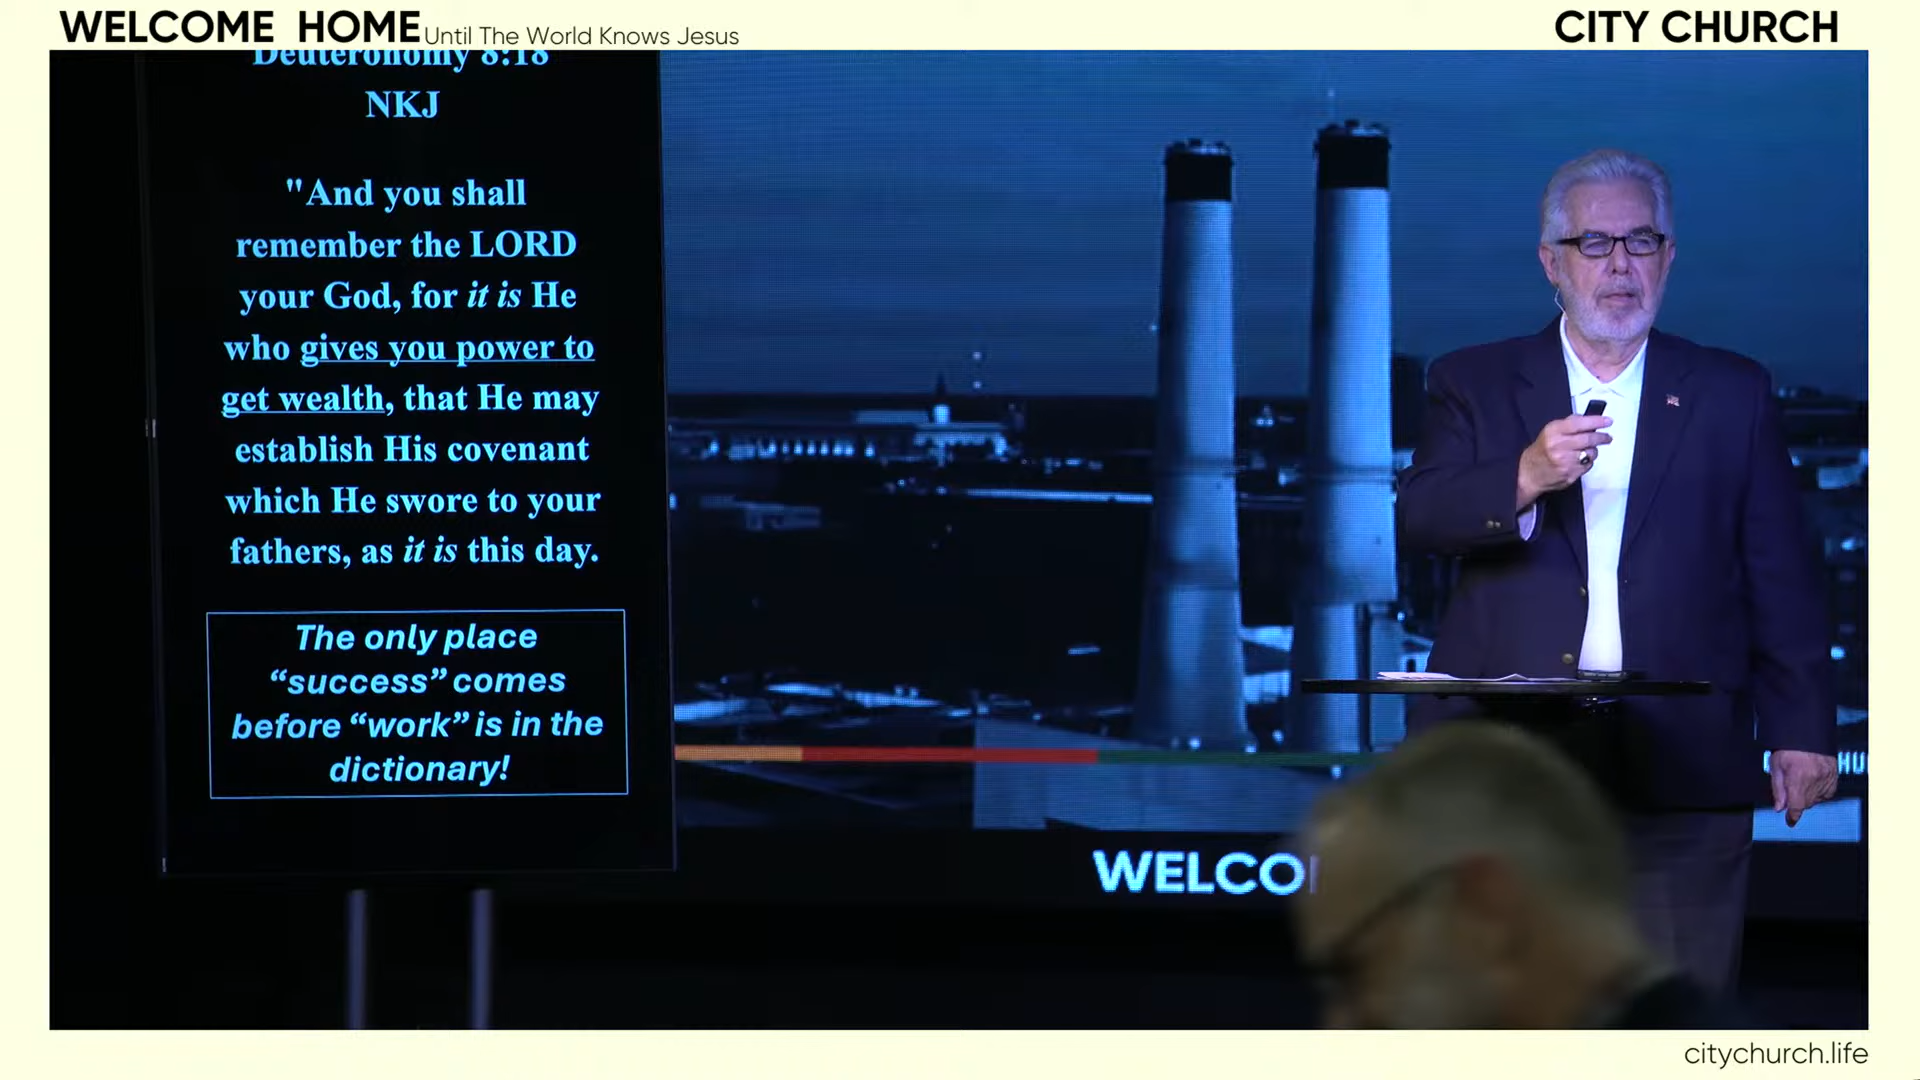 WELCOME HOME Until The World Knows Jesus
CITY CHURCH
Deuteronomy 8:18
NKJ
"And you shall
remember the LORD
your God, for it is He
who gives you power to
get wealth, that He may
establish His covenant
which He swore to your
fathers, as it is this day.
The only place
“success” comes
before “work” is in the
dictionary!
WELCO
citychurch.life